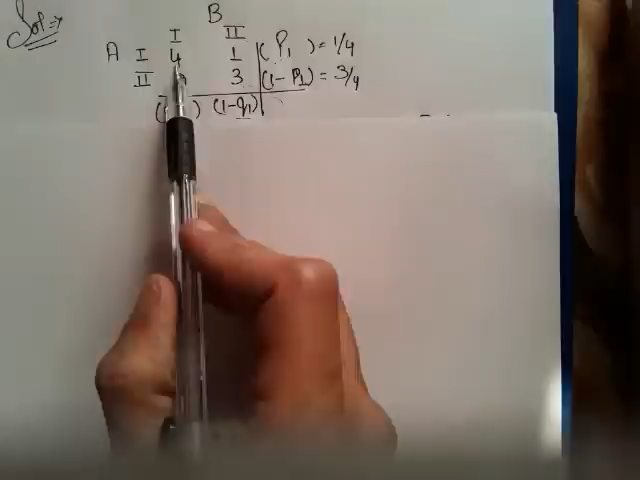 Sol:→
B
I II
A I 4 1 (P₁) = 1/4
II 3 (1-P₁) = 3/4
(1-q₁)